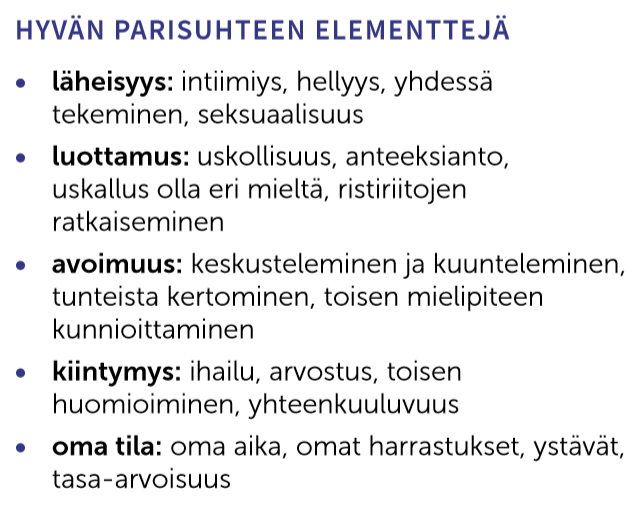 HYVÄN PARISUHTEEN ELEMENTTEJÄ
• läheisyys: intiimiys, hellyys, yhdessä
tekeminen, seksuaalisuus
• luottamus: uskollisuus, anteeksianto,
uskallus olla eri mieltä, ristiriitojen
ratkaiseminen
• avoimuus: keskusteleminen ja kuunteleminen,
tunteista kertominen, toisen mielipiteen
kunnioittaminen
• kiintymys: ihailu, arvostus, toisen
huomioiminen, yhteenkuuluvuus
• oma tila: oma aika, omat harrastukset, ystävät,
tasa-arvoisuus